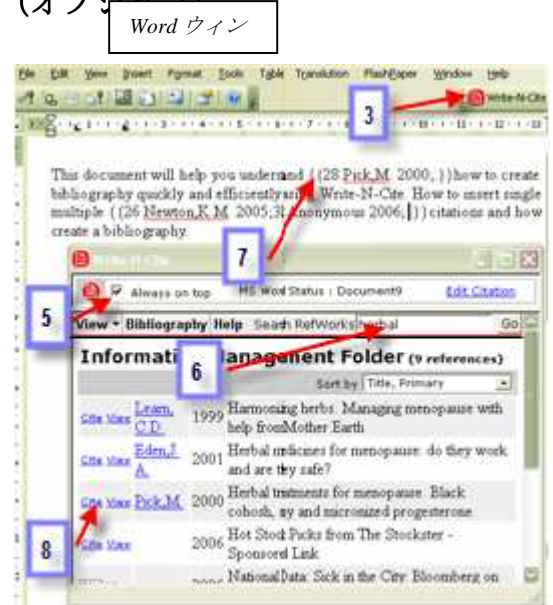 Word ウィン
File Edit View Insert Format Tools Table Translation FlashPaper Window Help
3
Write-N-Cite
This document will help you understand {{28 Pick,M. 2000, }}how to create
bibliography quickly and efficiently using Write-N-Cite. How to insert single
multiple {{26 Newton,K.M. 2005;3 Anonymous 2006; }} citations and how
create a bibliography.
7
Write-N-Cite
5
Always on top MS Word Status : Document9 Edit Citation
View Bibliography Help Search RefWorks herbal Go
6
Information Management Folder (9 references)
Sort by Title, Primary
Cite View Learn, C.D. 1999 Harmonizing herbs. Managing menopause with
help from Mother Earth
Cite View Eden,J.A. 2001 Herbal medicines for menopause: do they work
and are they safe?
Cite View Pick,M. 2000 Herbal treatments for menopause. Black
cohosh, soy and micronized progesterone
8
Cite View 2006 Hot Stock Picks from The Stockster -
Sponsored Link
National Data: Sick in the City. Bloomberg on